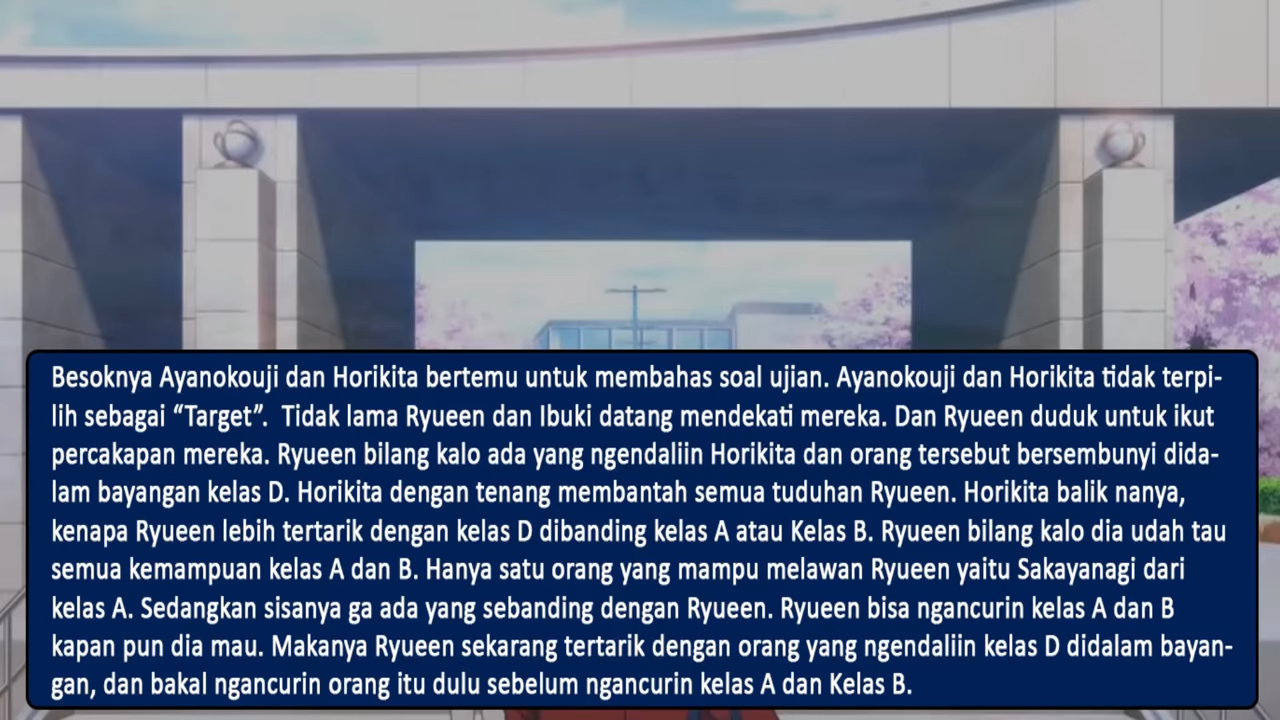 Besoknya Ayanokouji dan Horikita bertemu untuk membahas soal ujian. Ayanokouji dan Horikita tidak terpi-
lih sebagai “Target”.  Tidak lama Ryueen dan Ibuki datang mendekati mereka. Dan Ryueen duduk untuk ikut
percakapan mereka. Ryueen bilang kalo ada yang ngendaliin Horikita dan orang tersebut bersembunyi dida-
lam bayangan kelas D. Horikita dengan tenang membantah semua tuduhan Ryueen. Horikita balik nanya,
kenapa Ryueen lebih tertarik dengan kelas D dibanding kelas A atau Kelas B. Ryueen bilang kalo dia udah tau
semua kemampuan kelas A dan B. Hanya satu orang yang mampu melawan Ryueen yaitu Sakayanagi dari
kelas A. Sedangkan sisanya ga ada yang sebanding dengan Ryueen. Ryueen bisa ngancurin kelas A dan B
kapan pun dia mau. Makanya Ryueen sekarang tertarik dengan orang yang ngendaliin kelas D didalam bayan-
gan, dan bakal ngancurin orang itu dulu sebelum ngancurin kelas A dan Kelas B.